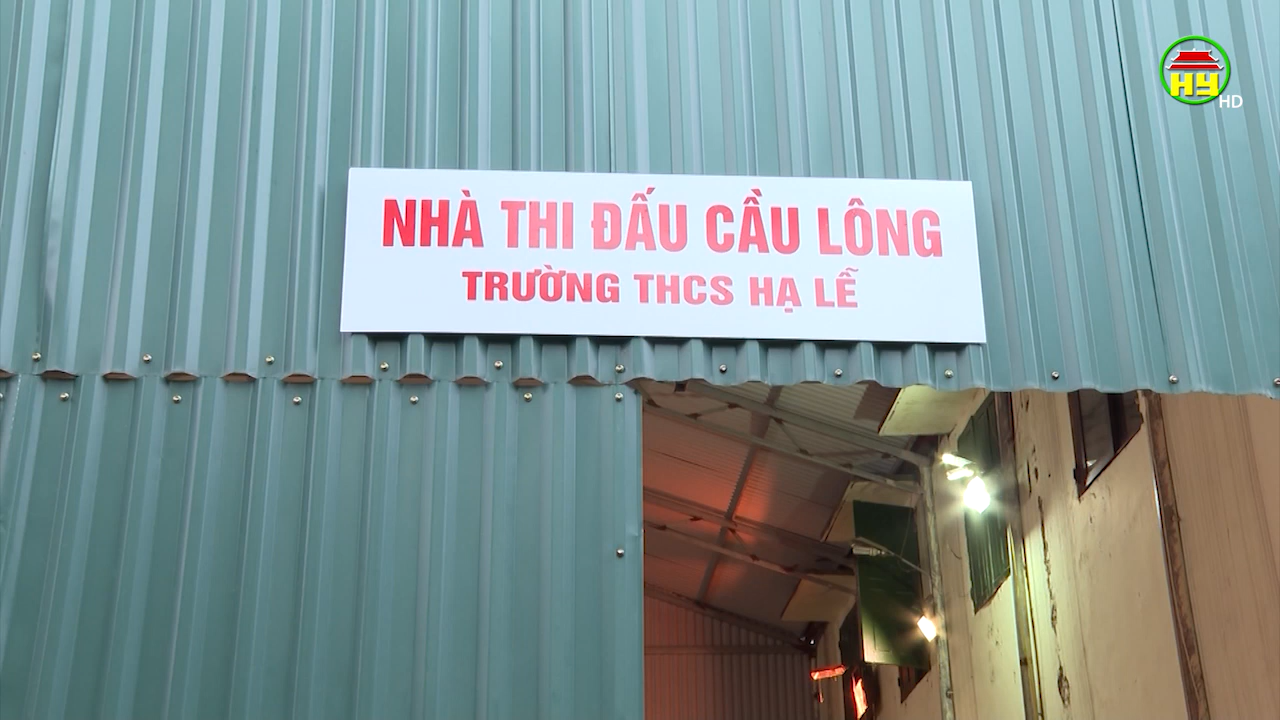 HY
HD
NHÀ THI ĐẤU CẦU LÔNG
TRƯỜNG THCS HẠ LỄ